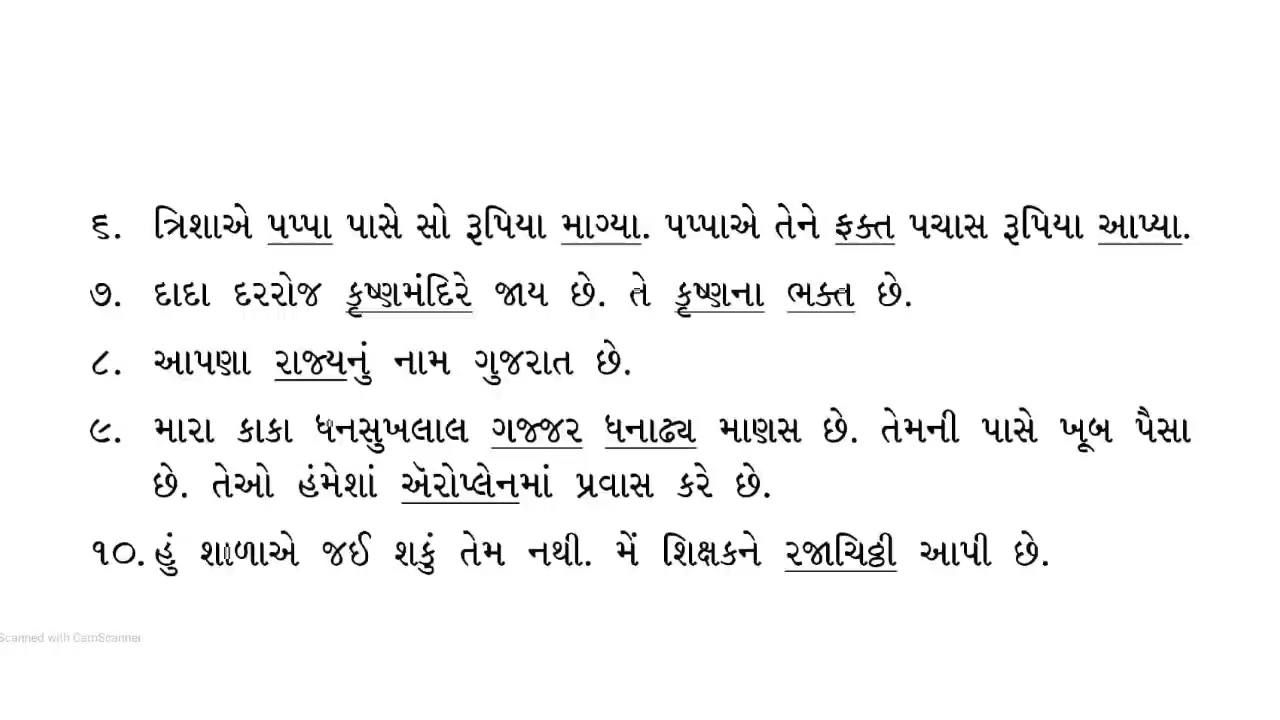 ૬. ત્રિશાએ પપ્પા પાસે સો રૂપિયા માગ્યા. પપ્પાએ તેને ફક્ત પચાસ રૂપિયા આપ્યા.
૭. દાદા દરરોજ કૃષ્ણમંદિરે જાય છે. તે કૃષ્ણના ભક્ત છે.
૮. આપણા રાજ્યનું નામ ગુજરાત છે.
૯. મારા કાકા ધનસુખલાલ ગજ્જર ધનાઢ્ય માણસ છે. તેમની પાસે ખૂબ પૈસા
છે. તેઓ હંમેશાં ઍરોપ્લેનમાં પ્રવાસ કરે છે.
૧૦. હું શાળાએ જઈ શકું તેમ નથી. મેં શિક્ષકને રજાચિઠ્ઠી આપી છે.
Scanned with CamScanner